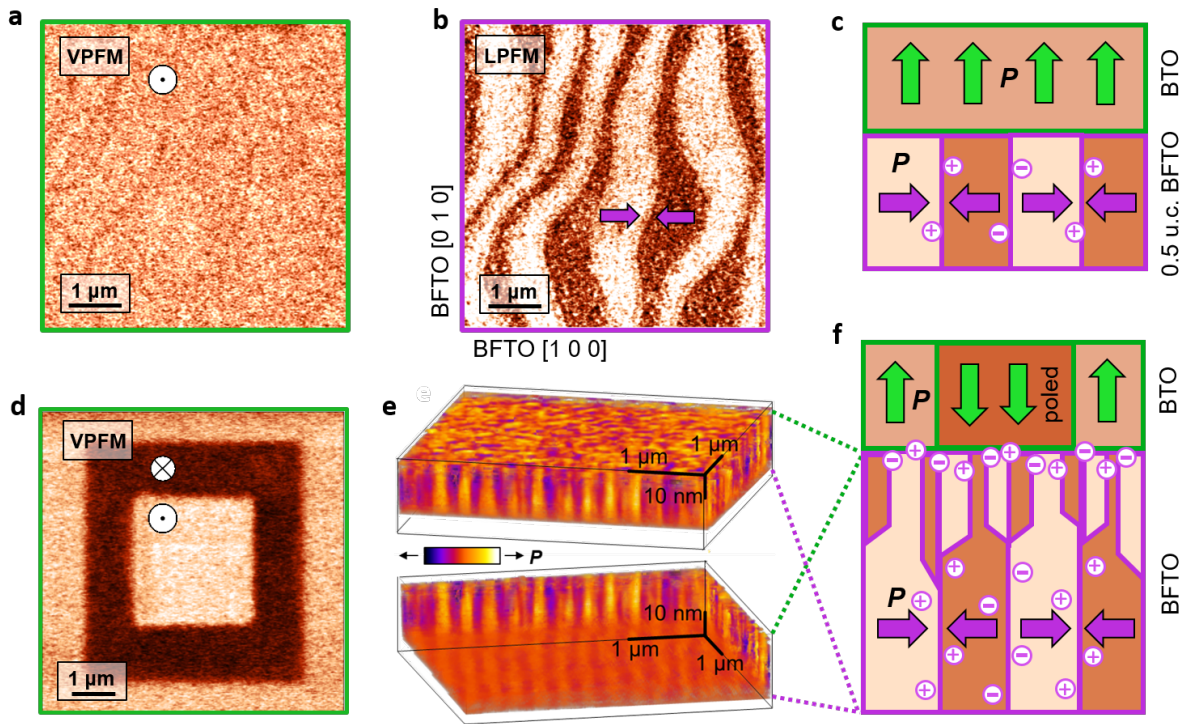 a
VPFM
1 μm
b
LPFM
1 μm
BFTO [0 1 0]
BFTO [1 0 0]
c
P
BTO
P
0.5 u.c. BFTO
d
VPFM
1 μm
e
e
1 μm
1 μm
10 nm
P
10 nm
1 μm
1 μm
f
P
poled
BTO
P
BFTO